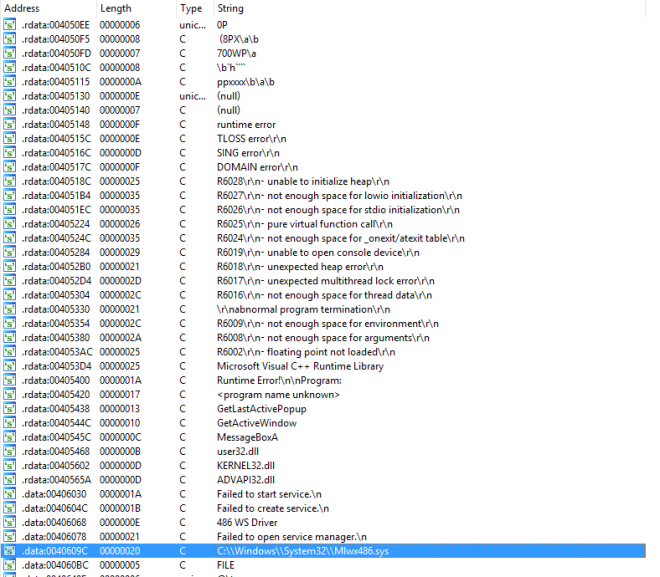 Address Length Type String
.rdata:004050EE 00000006 unic... 0P
.rdata:004050F5 00000008 C (8PX\a\b
.rdata:004050FD 00000007 C 700WP\a
.rdata:0040510C 00000008 C \b`h````
.rdata:00405115 0000000A C ppxxxx\b\a\b
.rdata:00405130 0000000E unic... (null)
.rdata:00405140 00000007 C (null)
.rdata:00405148 0000000F C runtime error
.rdata:0040515C 0000000E C TLOSS error\r\n
.rdata:0040516C 0000000D C SING error\r\n
.rdata:0040517C 0000000F C DOMAIN error\r\n
.rdata:0040518C 00000025 C R6028\r\n- unable to initialize heap\r\n
.rdata:004051B4 00000035 C R6027\r\n- not enough space for lowio initialization\r\n
.rdata:004051EC 00000035 C R6026\r\n- not enough space for stdio initialization\r\n
.rdata:00405224 00000026 C R6025\r\n- pure virtual function call\r\n
.rdata:0040524C 00000035 C R6024\r\n- not enough space for _onexit/atexit table\r\n
.rdata:00405284 00000029 C R6019\r\n- unable to open console device\r\n
.rdata:004052B0 00000021 C R6018\r\n- unexpected heap error\r\n
.rdata:004052D4 0000002D C R6017\r\n- unexpected multithread lock error\r\n
.rdata:00405304 0000002C C R6016\r\n- not enough space for thread data\r\n
.rdata:00405330 00000021 C \r\nabnormal program termination\r\n
.rdata:00405354 0000002C C R6009\r\n- not enough space for environment\r\n
.rdata:00405380 0000002A C R6008\r\n- not enough space for arguments\r\n
.rdata:004053AC 00000025 C R6002\r\n- floating point not loaded\r\n
.rdata:004053D4 00000025 C Microsoft Visual C++ Runtime Library
.rdata:00405400 0000001A C Runtime Error!\n\nProgram:
.rdata:00405420 00000017 C <program name unknown>
.rdata:00405438 00000013 C GetLastActivePopup
.rdata:0040544C 00000010 C GetActiveWindow
.rdata:0040545C 0000000C C MessageBoxA
.rdata:00405468 0000000B C user32.dll
.rdata:00405602 0000000D C KERNEL32.dll
.rdata:0040565A 0000000D C ADVAPI32.dll
.data:00406030 0000001A C Failed to start service.\n
.data:0040604C 0000001B C Failed to create service.\n
.data:00406068 0000000E C 486 WS Driver
.data:00406078 00000021 C Failed to open service manager.\n
.data:0040609C 00000020 C C:\\Windows\\System32\\Mlwx486.sys
.data:004060BC 00000005 C FILE